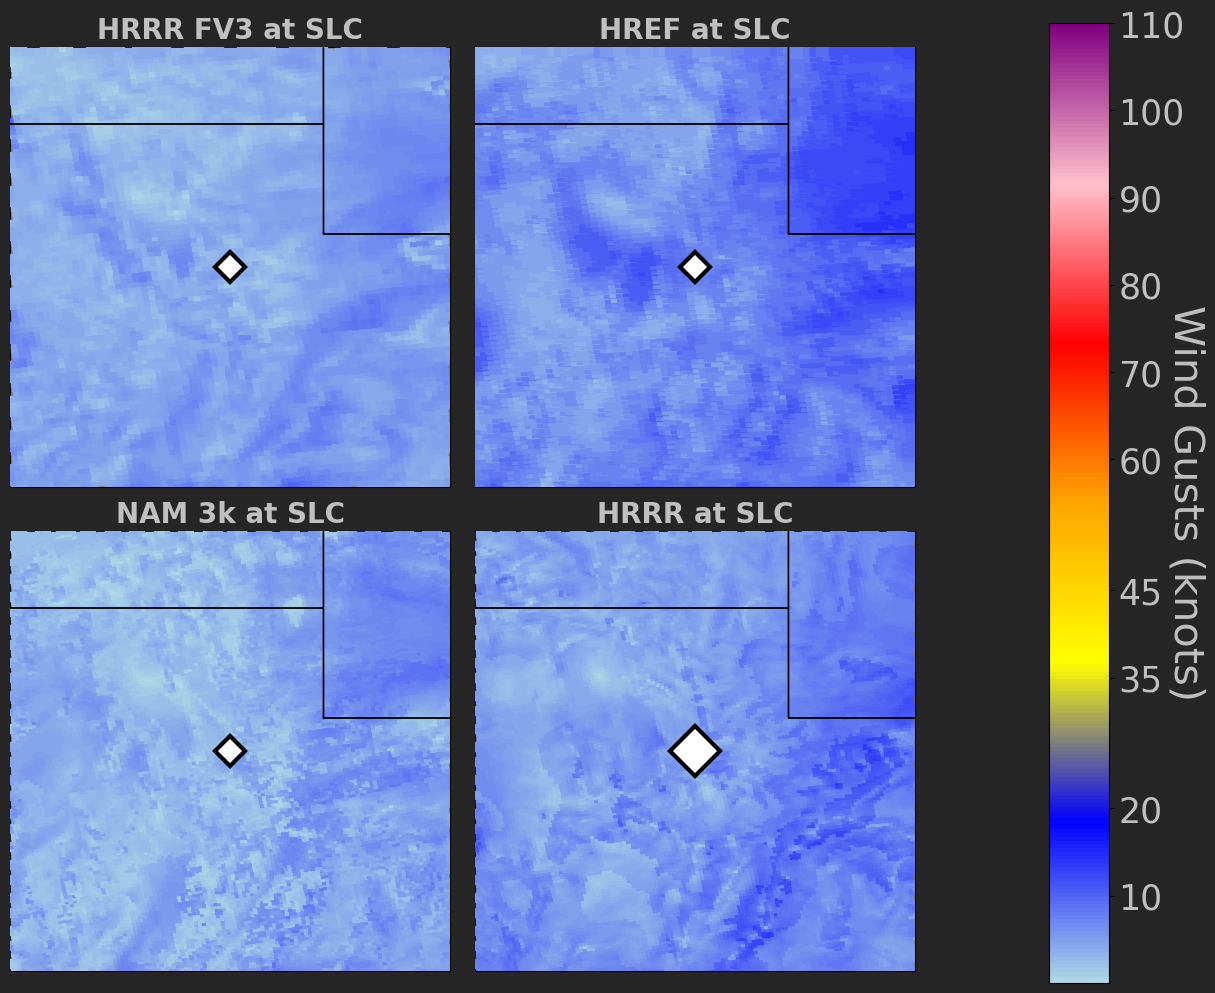 HRRR FV3 at SLC
HREF at SLC
NAM 3k at SLC
HRRR at SLC
110
100
90
80
70
60
45
35
20
10
Wind Gusts (knots)